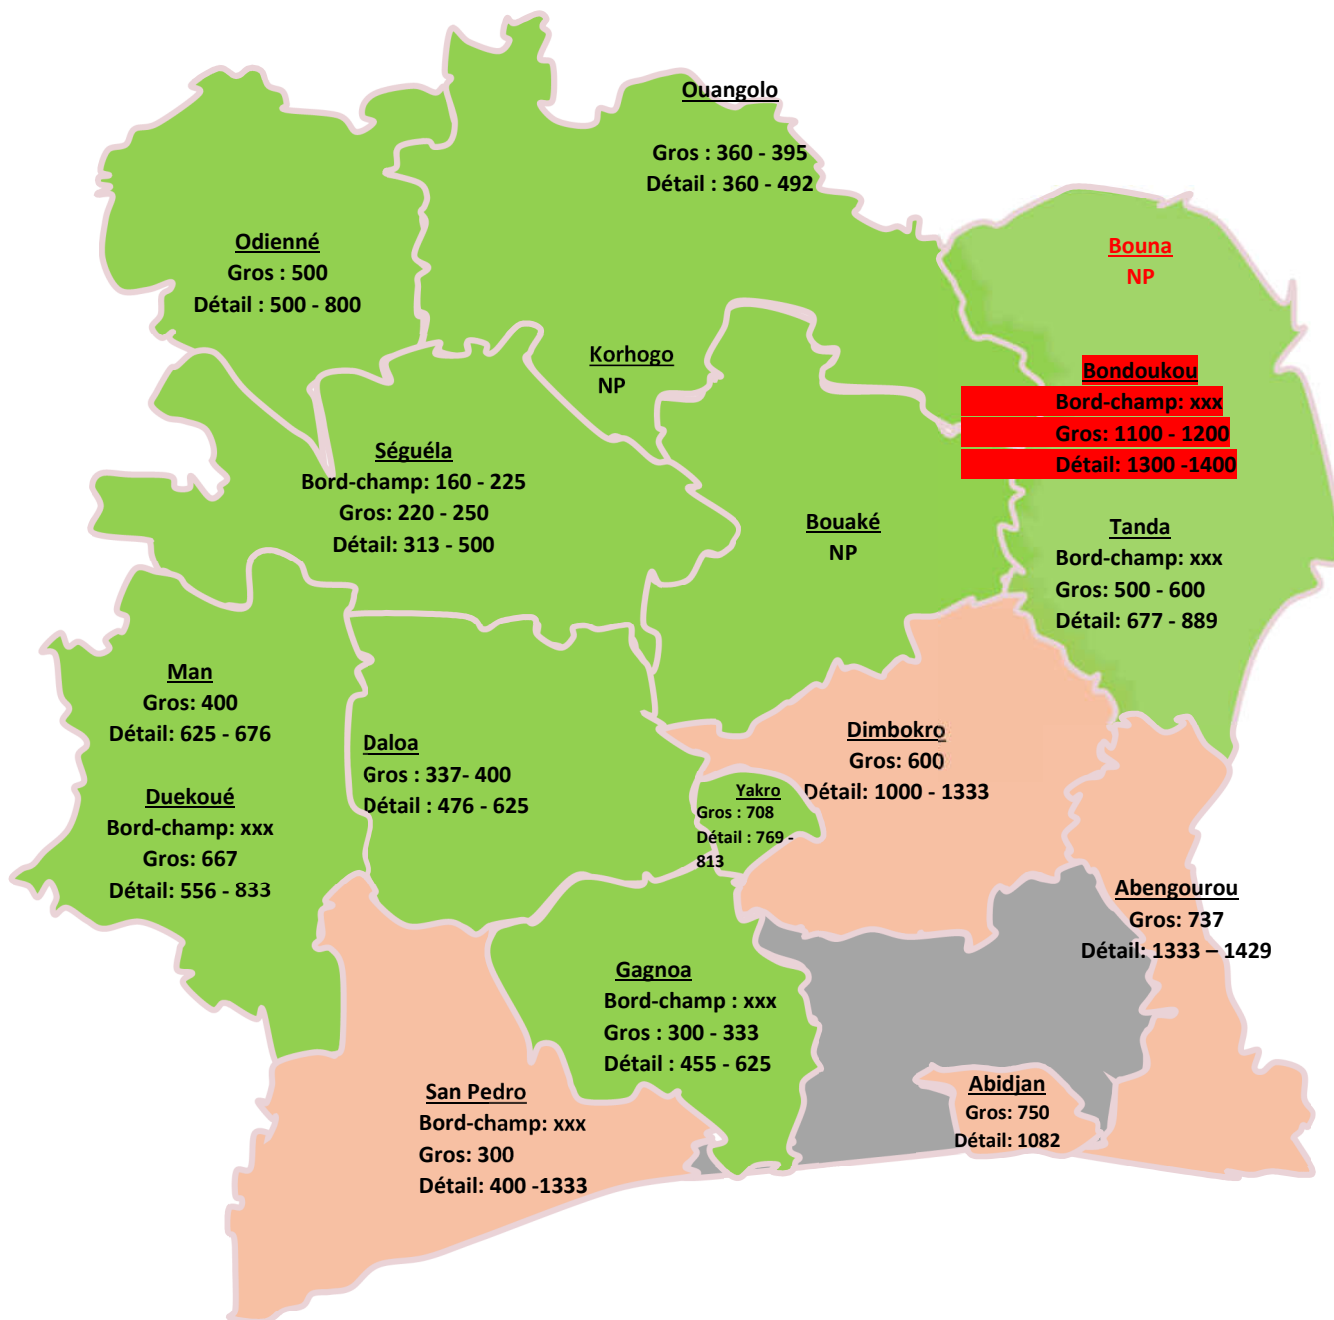 Ouangolo
Gros : 360 - 395
Détail : 360 - 492
Odienné
Gros : 500
Détail : 500 - 800
Bouna
NP
Korhogo
NP
Bondoukou
Bord-champ: xxx
Gros: 1100 - 1200
Détail: 1300 -1400
Séguéla
Bord-champ: 160 - 225
Gros: 220 - 250
Détail: 313 - 500
Bouaké
NP
Tanda
Bord-champ: xxx
Gros: 500 - 600
Détail: 677 - 889
Man
Gros: 400
Détail: 625 - 676
Daloa
Gros : 337- 400
Détail : 476 - 625
Dimbokro
Gros: 600
Détail: 1000 - 1333
Duekoué
Bord-champ: xxx
Gros: 667
Détail: 556 - 833
Yakro
Gros : 708
Détail : 769 -
813
Abengourou
Gros: 737
Détail: 1333 – 1429
Gagnoa
Bord-champ : xxx
Gros : 300 - 333
Détail : 455 - 625
San Pedro
Bord-champ: xxx
Gros: 300
Détail: 400 -1333
Abidjan
Gros: 750
Détail: 1082